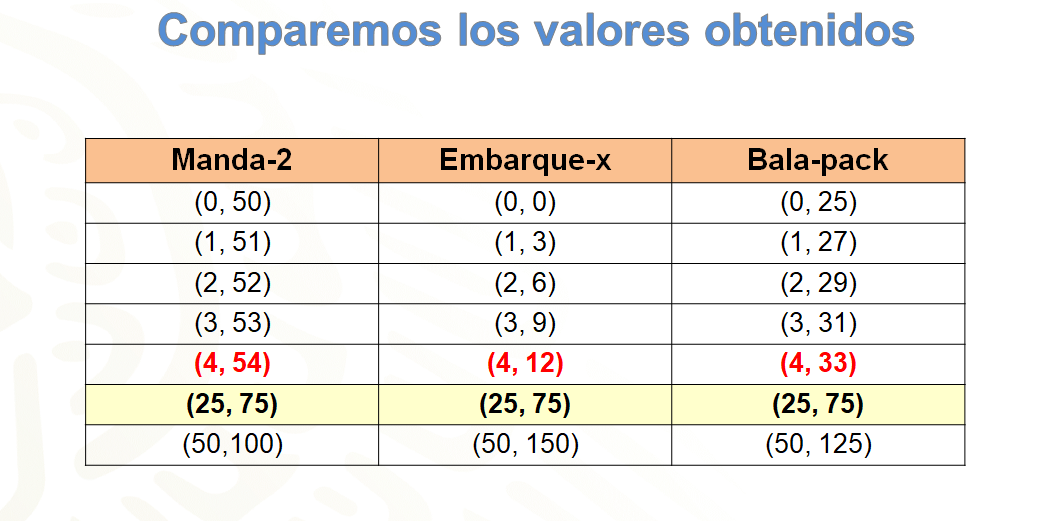 Comparemos los valores obtenidos
Manda-2 Embarque-x Bala-pack
(0, 50) (0, 0) (0, 25)
(1, 51) (1, 3) (1, 27)
(2, 52) (2, 6) (2, 29)
(3, 53) (3, 9) (3, 31)
(4, 54) (4, 12) (4, 33)
(25, 75) (25, 75) (25, 75)
(50,100) (50, 150) (50, 125)